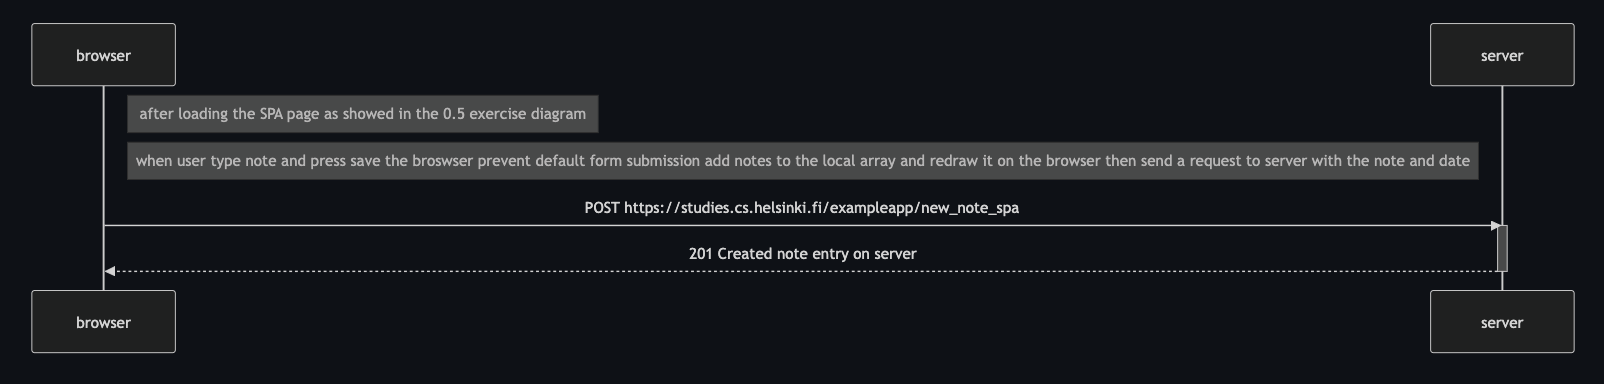 browser
server
after loading the SPA page as showed in the 0.5 exercise diagram
when user type note and press save the broswser prevent default form submission add notes to the local array and redraw it on the browser then send a request to server with the note and date
POST https://studies.cs.helsinki.fi/exampleapp/new_note_spa
201 Created note entry on server
browser
server